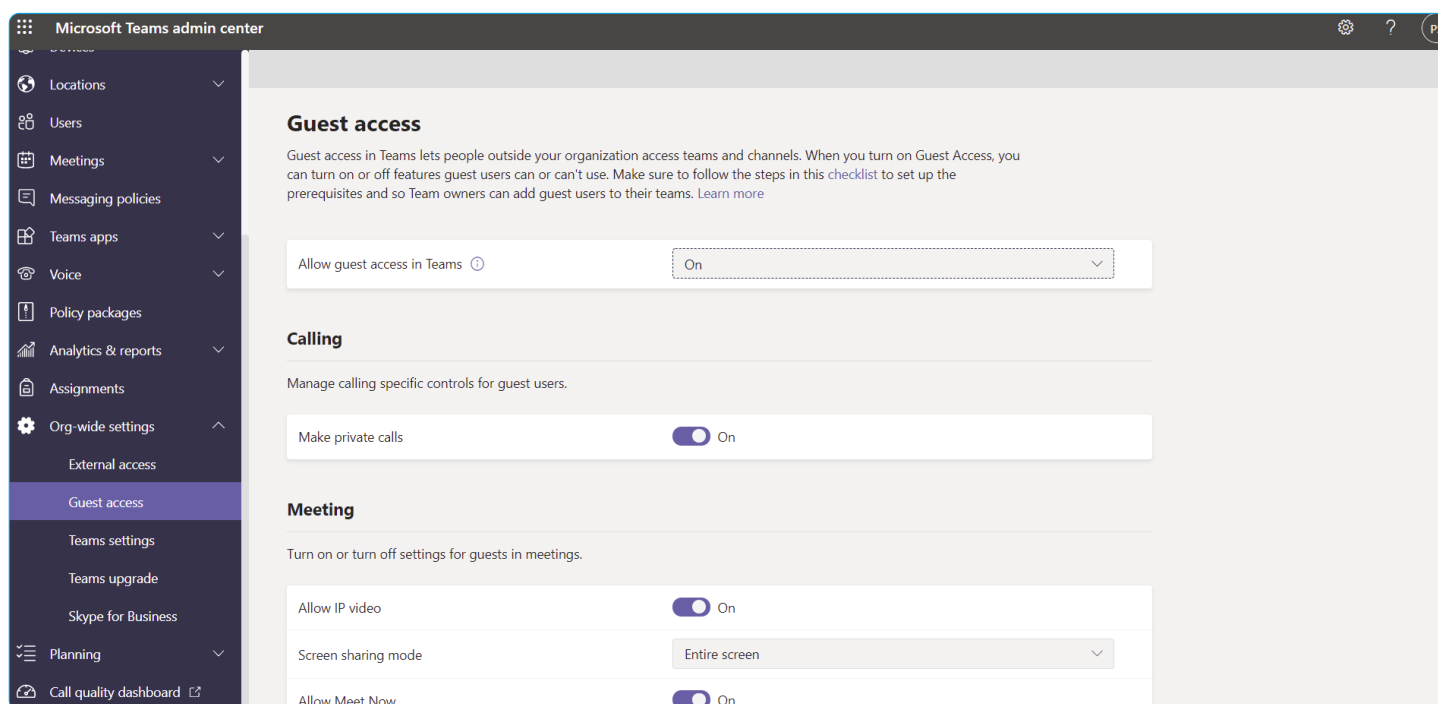 Microsoft Teams admin center
?
Devices
Locations
Users
Meetings
Messaging policies
Teams apps
Voice
Policy packages
Analytics & reports
Assignments
Org-wide settings
External access
Guest access
Teams settings
Teams upgrade
Skype for Business
Planning
Call quality dashboard
Guest access
Guest access in Teams lets people outside your organization access teams and channels. When you turn on Guest Access, you
can turn on or off features guest users can or can't use. Make sure to follow the steps in this checklist to set up the
prerequisites and so Team owners can add guest users to their teams. Learn more
Allow guest access in Teams On
Calling
Manage calling specific controls for guest users.
Make private calls On
Meeting
Turn on or turn off settings for guests in meetings.
Allow IP video On
Screen sharing mode Entire screen
Allow Meet Now On